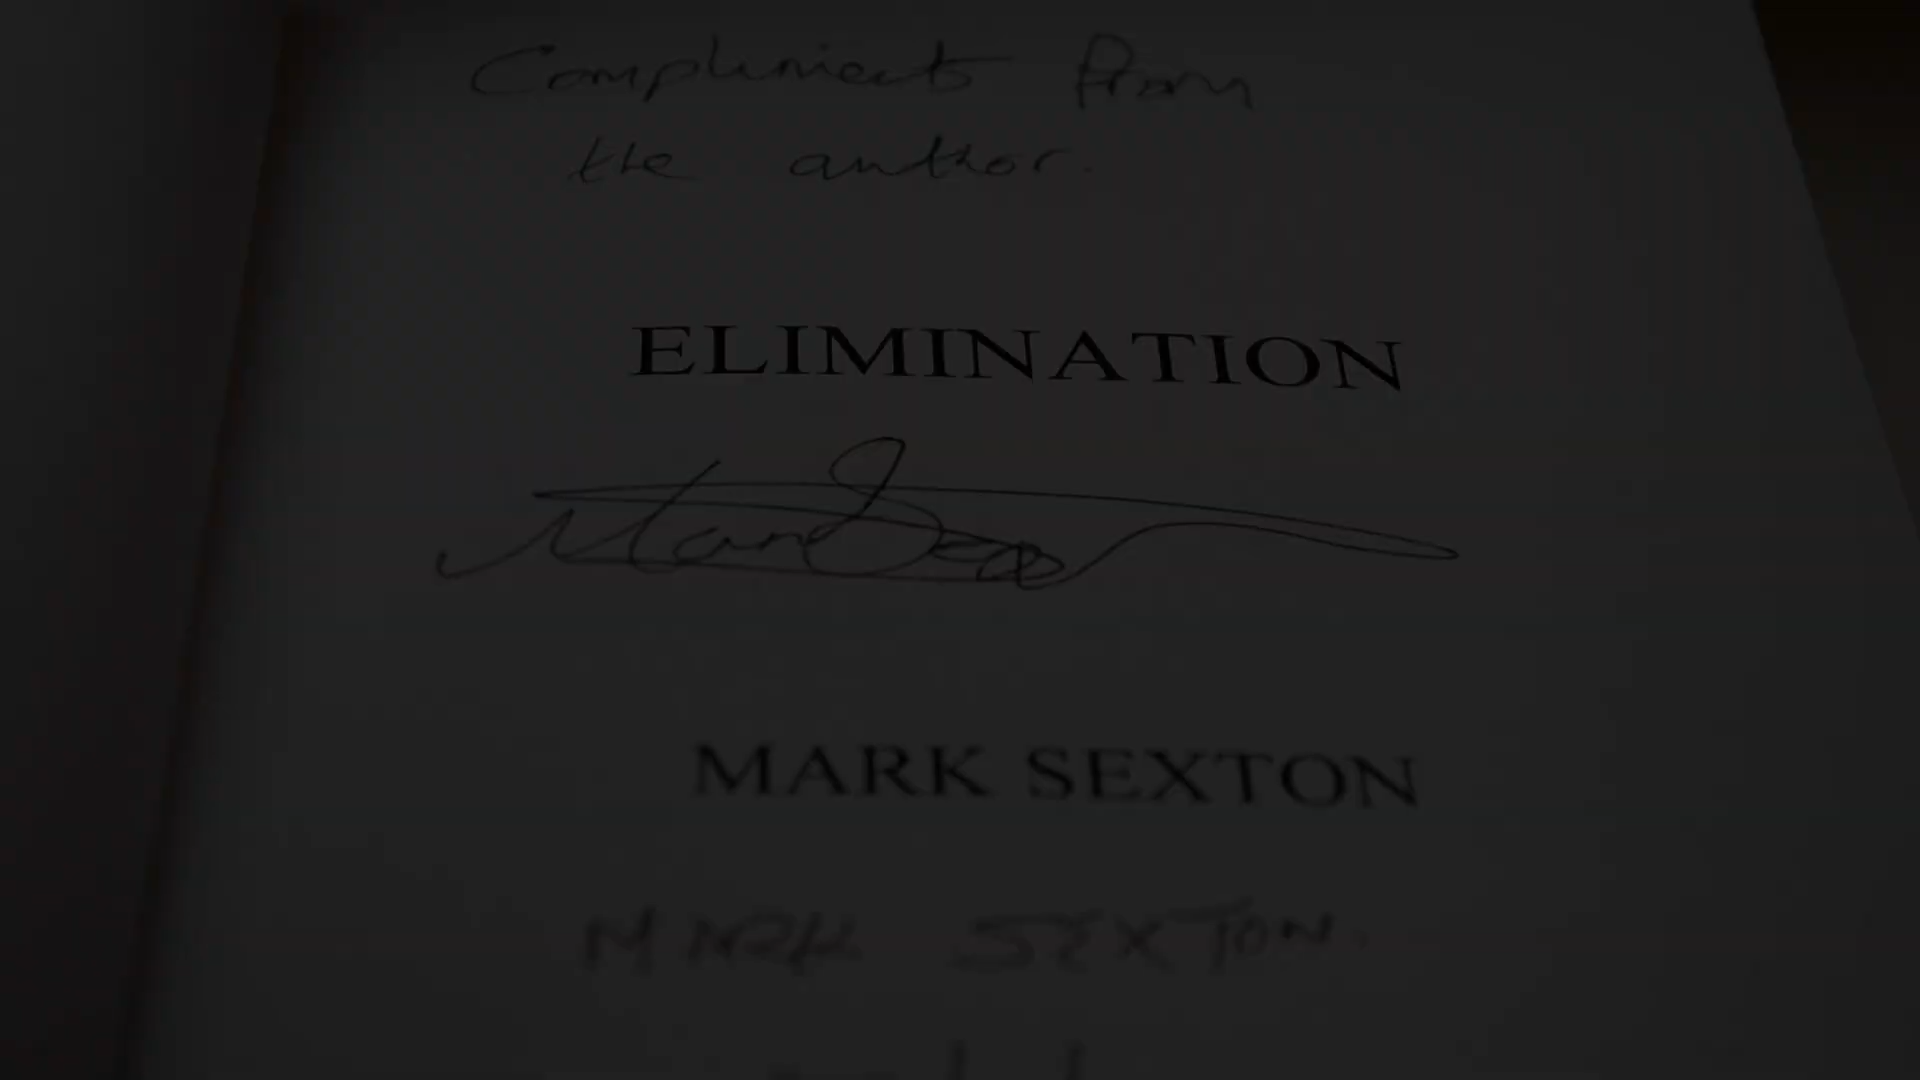 Compliments From
the author.
ELIMINATION
MARK SEXTON
MARK SEXTON.